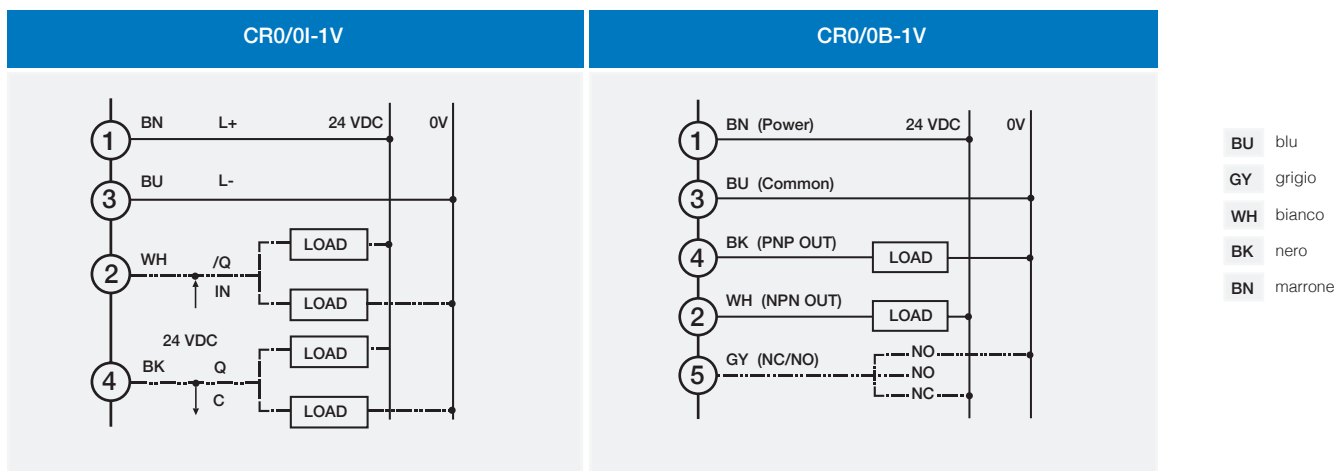 CR0/0I-1V
CR0/0B-1V
1 BN L+ 24 VDC 0V
3 BU L-
LOAD
2 WH /Q
IN
LOAD
24 VDC
LOAD
4 BK Q
C
LOAD
1 BN (Power) 24 VDC 0V
3 BU (Common)
4 BK (PNP OUT) LOAD
2 WH (NPN OUT) LOAD
5 GY (NC/NO) NO
NO
NC
BU blu
GY grigio
WH bianco
BK nero
BN marrone